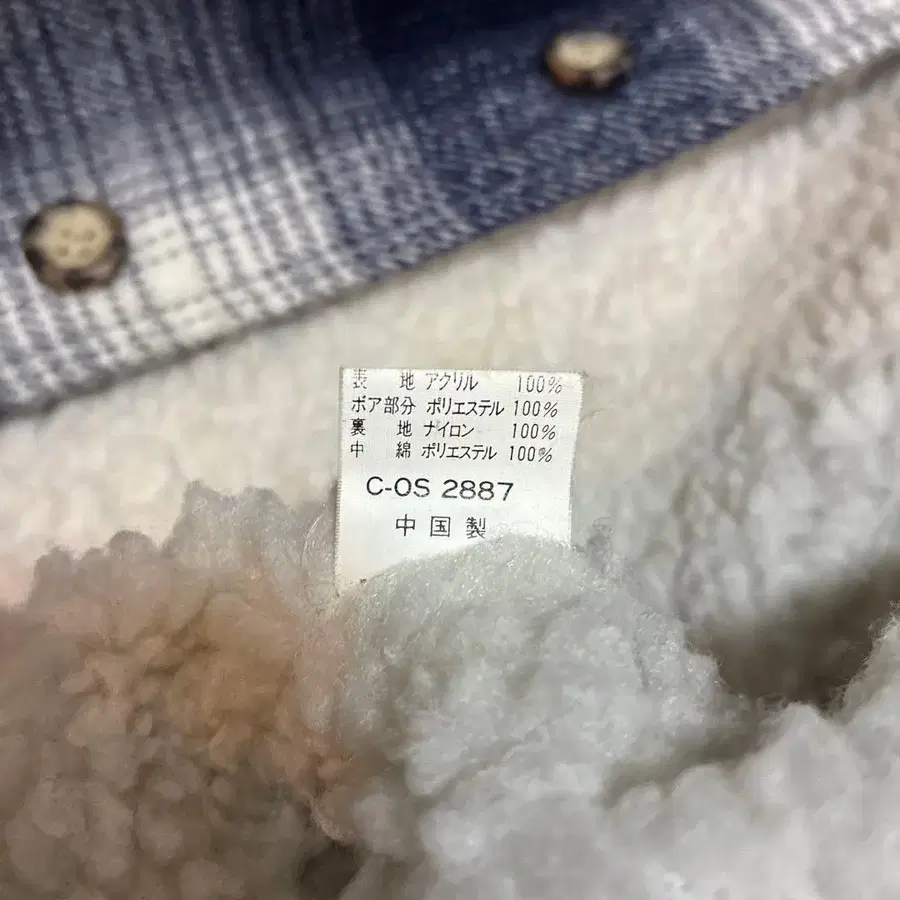 表 地 アクリル 100%
ボア部分 ポリエステル 100%
裏 地 ナイロン 100%
中 綿 ポリエステル 100%
C-OS 2887
中国製